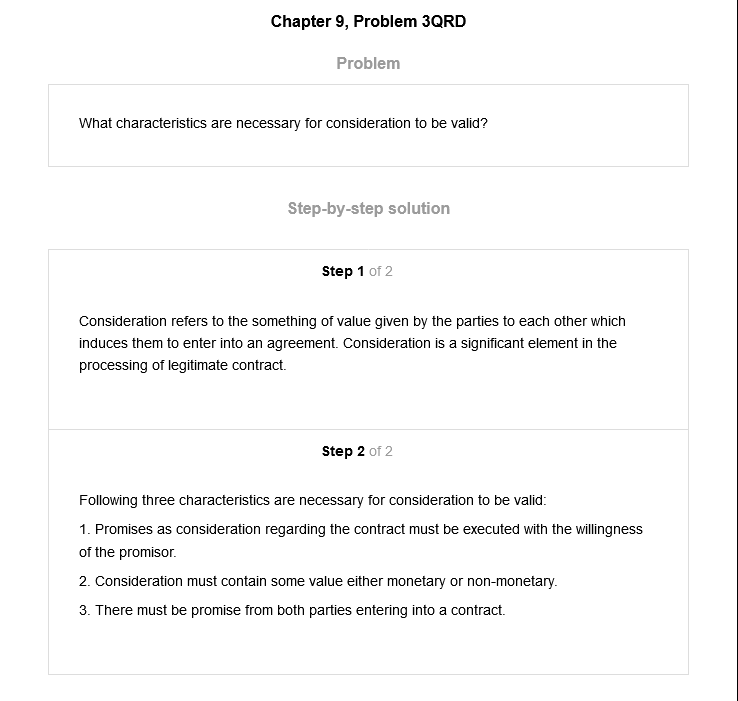 Chapter 9, Problem 3QRD
Problem
What characteristics are necessary for consideration to be valid?
Step-by-step solution
Step 1 of 2
Consideration refers to the something of value given by the parties to each other which
induces them to enter into an agreement. Consideration is a significant element in the
processing of legitimate contract.
Step 2 of 2
Following three characteristics are necessary for consideration to be valid:
1. Promises as consideration regarding the contract must be executed with the willingness
of the promisor.
2. Consideration must contain some value either monetary or non-monetary.
3. There must be promise from both parties entering into a contract.